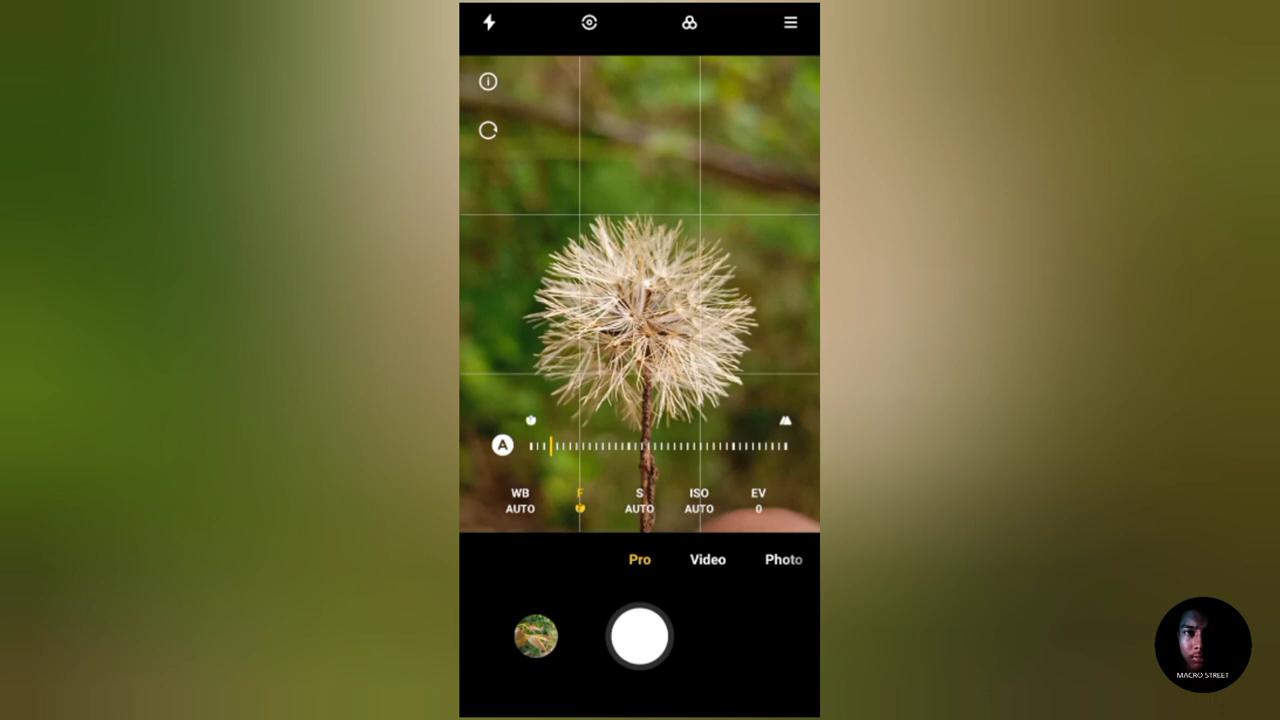 A
WB F S ISO EV
AUTO AUTO AUTO 0
Pro Video Photo
MACRO STREET